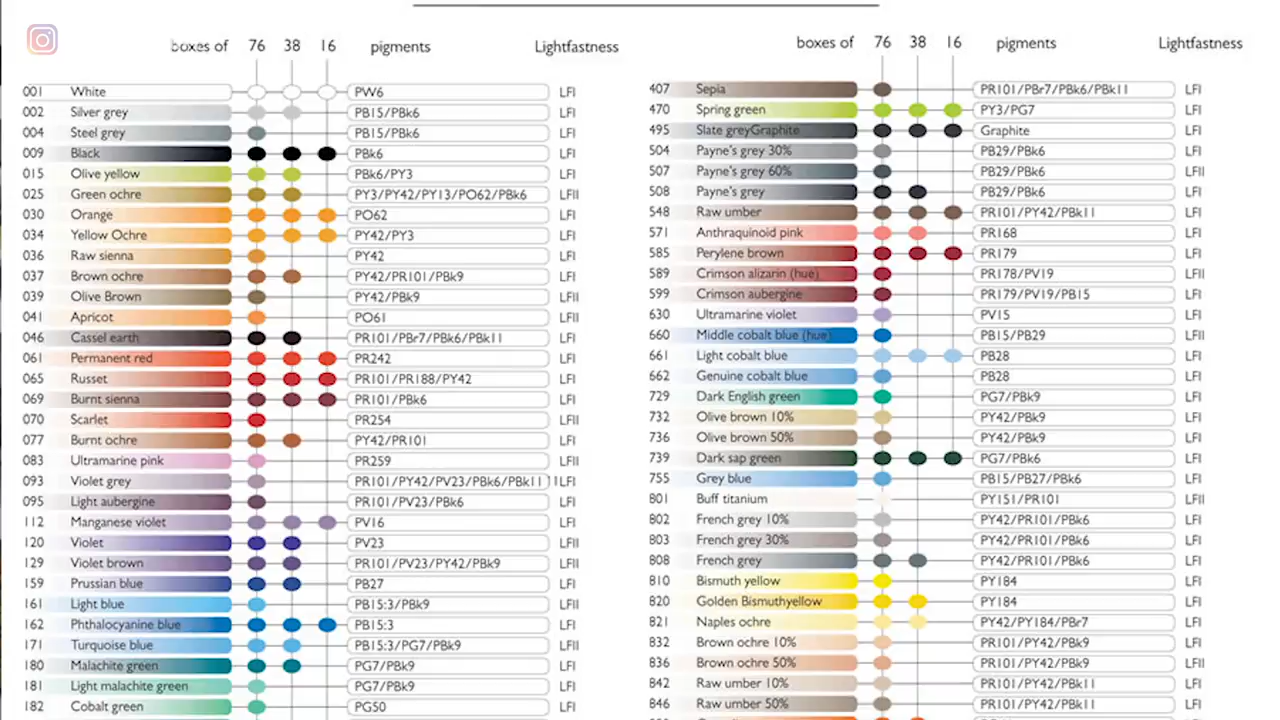 boxes of 76 38 16 pigments Lightfastness
001 White PW6 LFI
002 Silver grey PB15/PBk6 LFI
004 Steel grey PB15/PBk6 LFI
009 Black PBk6 LFI
015 Olive yellow PBk6/PY3 LFI
025 Green ochre PY3/PY42/PY13/PO62/PBk6 LFII
030 Orange PO62 LFI
034 Yellow Ochre PY42/PY3 LFI
036 Raw sienna PY42 LFI
037 Brown ochre PY42/PR101/PBk9 LFI
039 Olive Brown PY42/PBk9 LFII
041 Apricot PO61 LFII
046 Cassel earth PR101/PBr7/PBk6/PBk11 LFI
061 Permanent red PR242 LFI
065 Russet PR101/PR188/PY42 LFI
069 Burnt sienna PR101/PBk6 LFI
070 Scarlet PR254 LFII
077 Burnt ochre PY42/PR101 LFI
083 Ultramarine pink PR259 LFII
093 Violet grey PR101/PY42/PV23/PBk6/PBk11 LFI
095 Light aubergine PR101/PV23/PBk6 LFI
112 Manganese violet PV16 LFI
120 Violet PV23 LFII
129 Violet brown PR101/PV23/PY42/PBk9 LFII
159 Prussian blue PB27 LFI
161 Light blue PB15:3/PBk9 LFII
162 Phthalocyanine blue PB15:3 LFI
171 Turquoise blue PB15:3/PG7/PBk9 LFII
180 Malachite green PG7/PBk9 LFI
181 Light malachite green PG7/PBk9 LFI
182 Cobalt green PG50 LFI
boxes of 76 38 16 pigments Lightfastness
407 Sepia PR101/PBr7/PBk6/PBk11 LFI
470 Spring green PY3/PG7 LFI
495 Slate greyGraphite Graphite LFI
504 Payne's grey 30% PB29/PBk6 LFI
507 Payne's grey 60% PB29/PBk6 LFII
508 Payne's grey PB29/PBk6 LFI
548 Raw umber PR101/PY42/PBk11 LFI
571 Anthraquinoid pink PR168 LFI
585 Perylene brown PR179 LFI
589 Crimson alizarin (hue) PR178/PV19 LFII
599 Crimson aubergine PR179/PV19/PB15 LFI
630 Ultramarine violet PV15 LFI
660 Middle cobalt blue (hue) PB15/PB29 LFII
661 Light cobalt blue PB28 LFI
662 Genuine cobalt blue PB28 LFI
729 Dark English green PG7/PBk9 LFI
732 Olive brown 10% PY42/PBk9 LFI
736 Olive brown 50% PY42/PBk9 LFI
739 Dark sap green PG7/PBk6 LFI
755 Grey blue PB15/PB27/PBk6 LFI
801 Buff titanium PY151/PR101 LFII
802 French grey 10% PY42/PR101/PBk6 LFI
803 French grey 30% PY42/PR101/PBk6 LFI
808 French grey PY42/PR101/PBk6 LFI
810 Bismuth yellow PY184 LFI
820 Golden Bismuthyellow PY184 LFI
821 Naples ochre PY42/PY184/PBr7 LFI
832 Brown ochre 10% PR101/PY42/PBk9 LFI
836 Brown ochre 50% PR101/PY42/PBk9 LFII
842 Raw umber 10% PR101/PY42/PBk11 LFI
846 Raw umber 50% PR101/PY42/PBk11 LFI